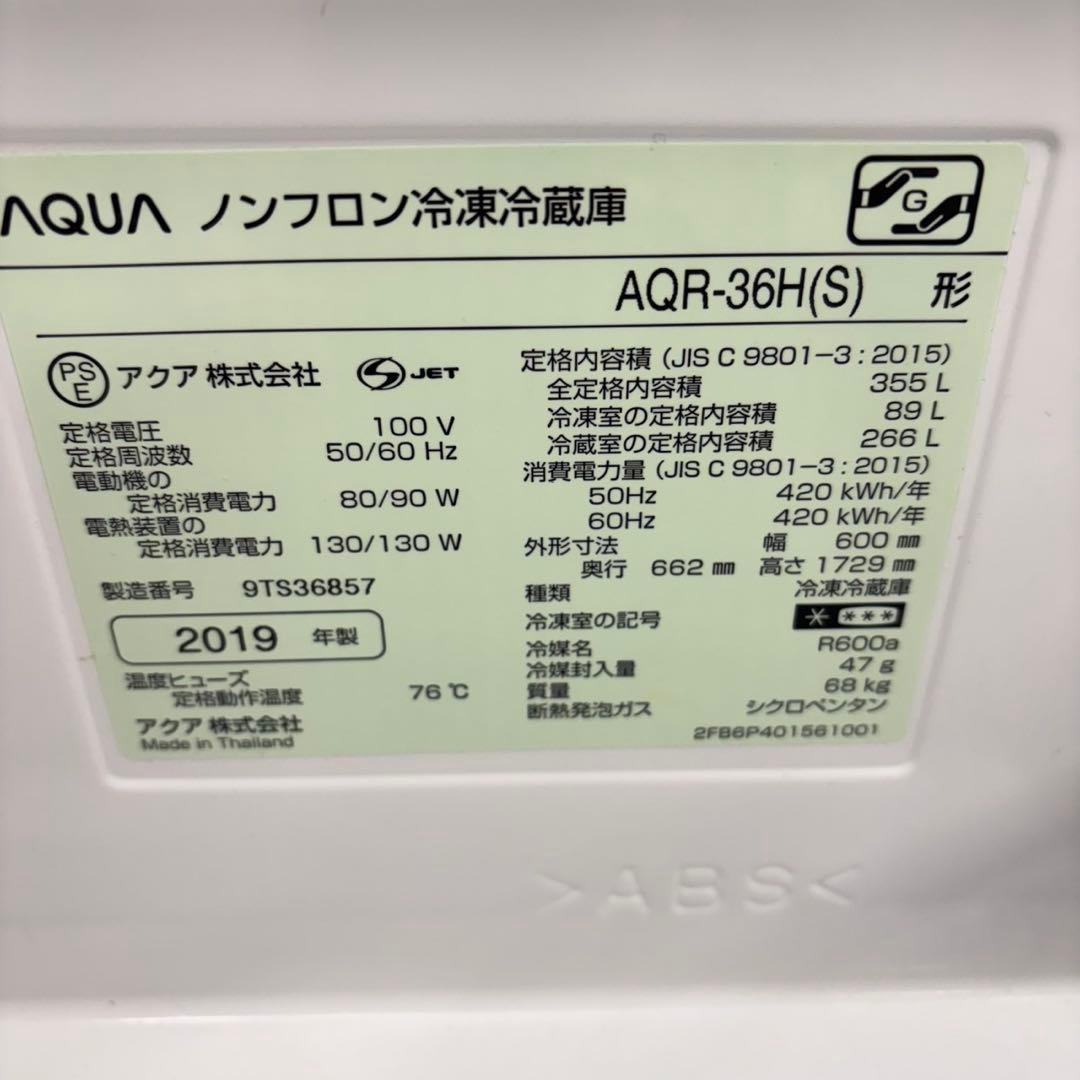 AQUA ノンフロン冷凍冷蔵庫
G
AQR-36H(S) 形
PSE アクア 株式会社 S JET
定格電圧 100 V
定格周波数 50/60 Hz
電動機の
定格消費電力 80/90 W
電熱装置の
定格消費電力 130/130 W
製造番号 9TS36857
2019 年製
温度ヒューズ
定格動作温度 76 ℃
アクア 株式会社
Made in Thailand
定格内容積 (JIS C 9801-3 : 2015)
全定格内容積 355 L
冷凍室の定格内容積 89 L
冷蔵室の定格内容積 266 L
消費電力量 (JIS C 9801-3 : 2015)
50Hz 420 kWh/年
60Hz 420 kWh/年
外形寸法 幅 600 ㎜
奥行 662 ㎜ 高さ 1729 ㎜
種類 冷凍冷蔵庫
冷凍室の記号 * ***
冷媒名 R600a
冷媒封入量 47 g
質量 68 kg
断熱発泡ガス シクロペンタン
2FB6P401561001
>ABS<